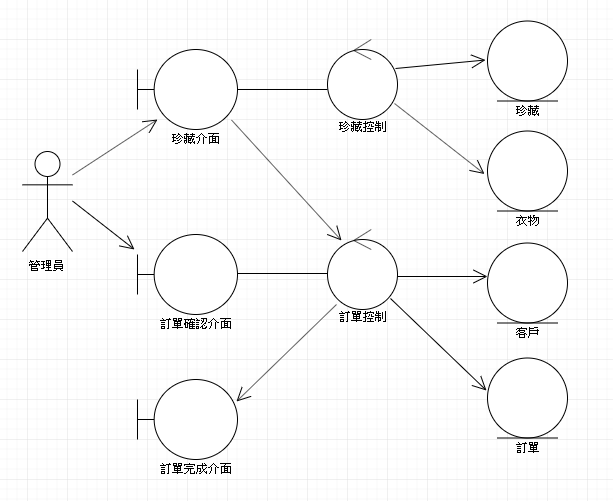 珍藏
珍藏介面
珍藏控制
衣物
管理員
訂單確認介面
訂單控制
客戶
訂單
訂單完成介面